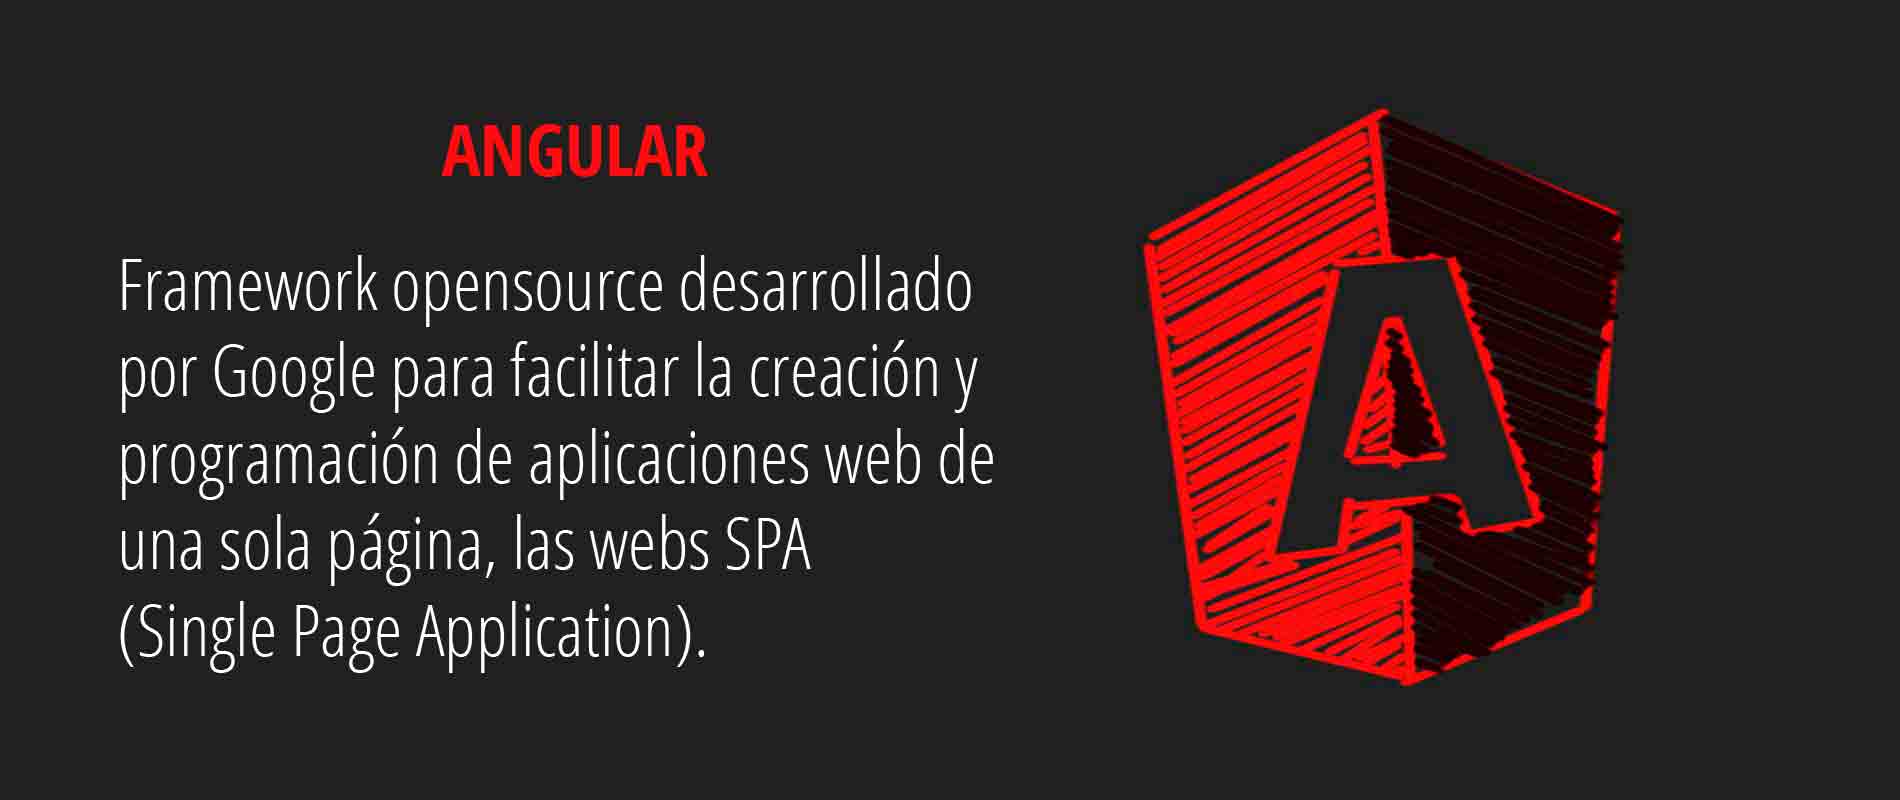 ANGULAR
Framework opensource desarrollado
por Google para facilitar la creación y
programación de aplicaciones web de
una sola página, las webs SPA
(Single Page Application).
A